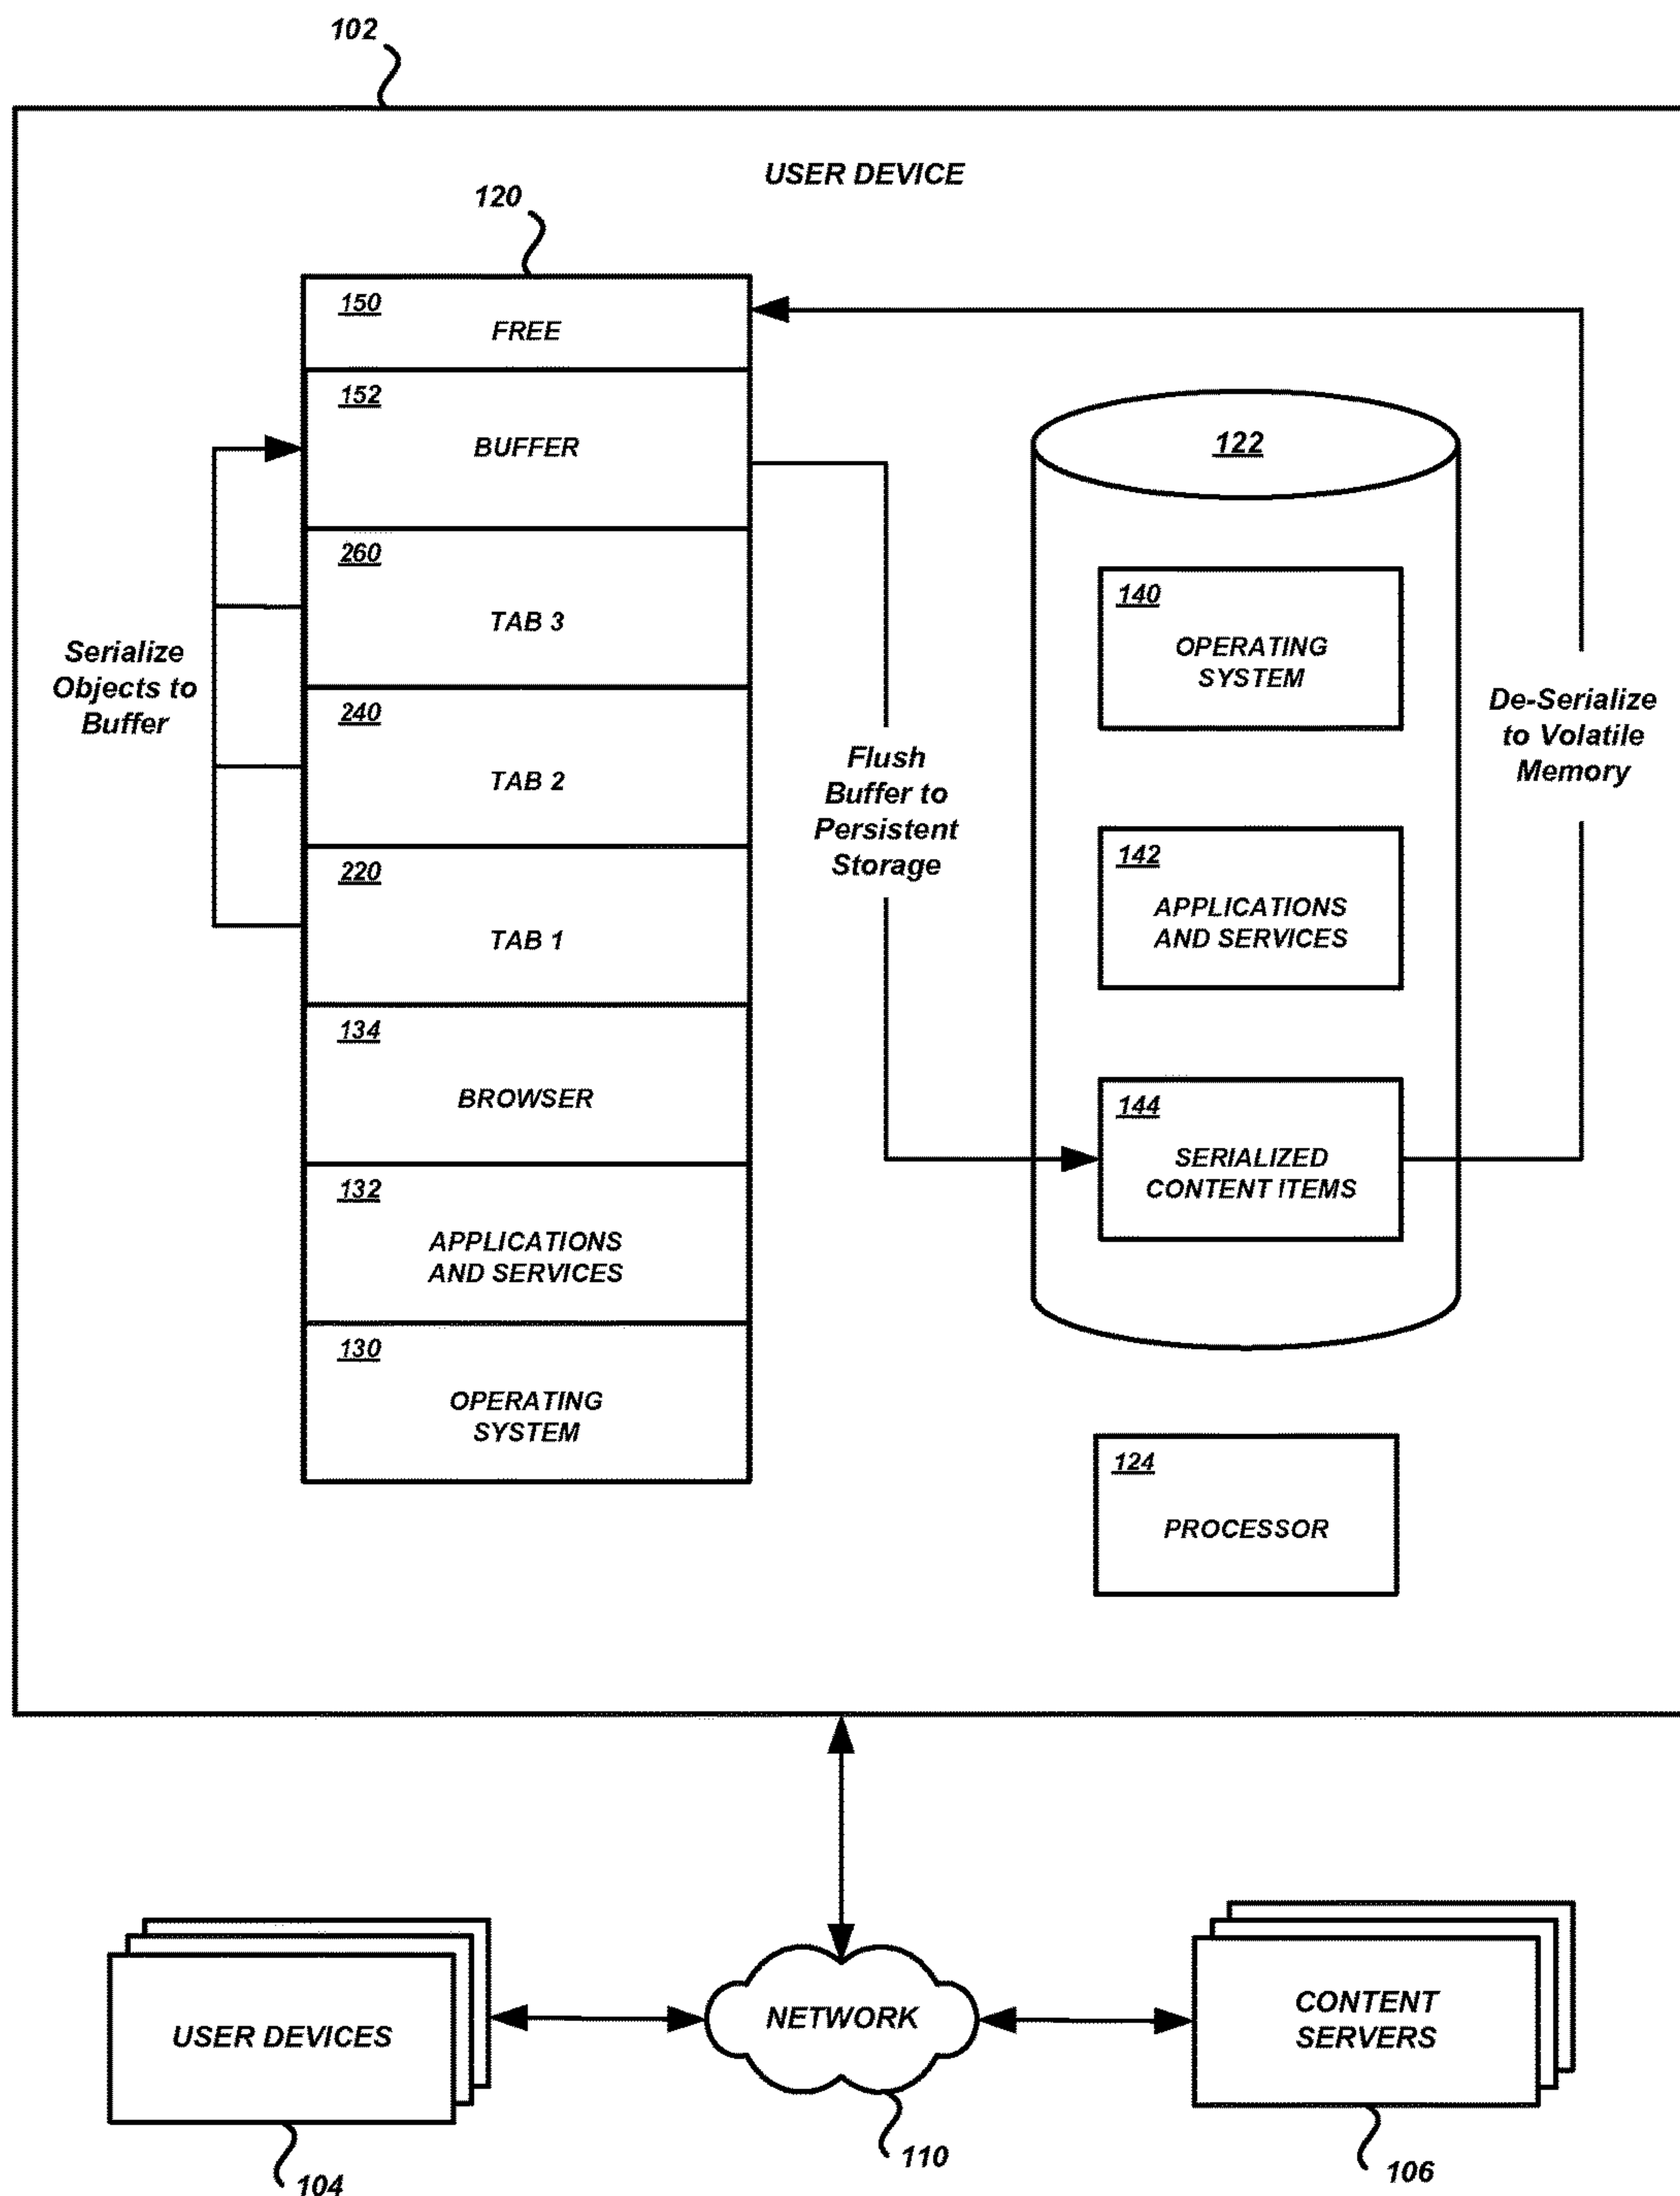 102
USER DEVICE
120
150
FREE
152
BUFFER
260
TAB 3
240
TAB 2
220
TAB 1
134
BROWSER
132
APPLICATIONS
AND SERVICES
130
OPERATING
SYSTEM
Serialize
Objects to
Buffer
Flush
Buffer to
Persistent
Storage
122
140
OPERATING
SYSTEM
142
APPLICATIONS
AND SERVICES
144
SERIALIZED
CONTENT ITEMS
De-Serialize
to Volatile
Memory
124
PROCESSOR
USER DEVICES
104
NETWORK
110
CONTENT
SERVERS
106